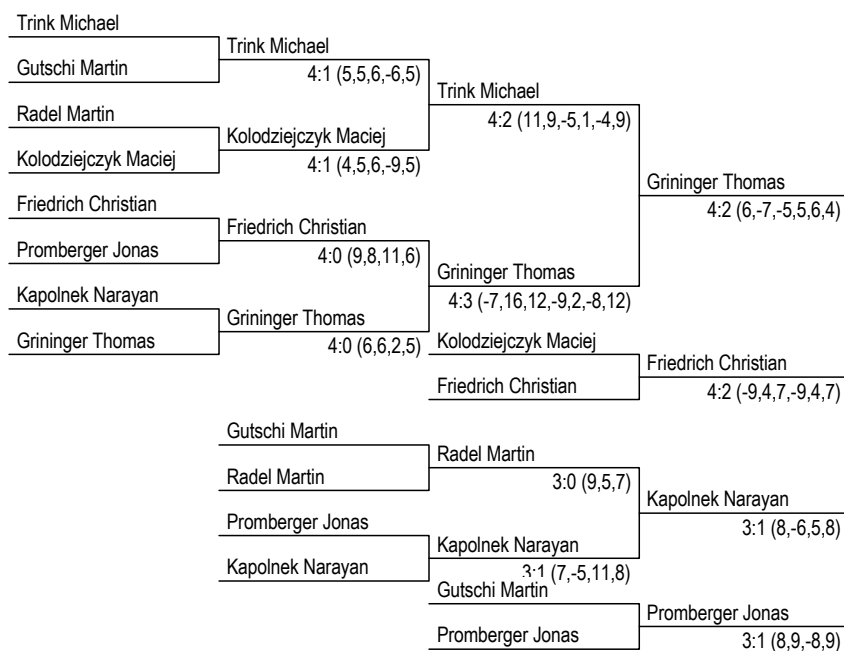 Trink Michael
Trink Michael
Gutschi Martin
4:1 (5,5,6,-6,5)
Trink Michael
Radel Martin
4:2 (11,9,-5,1,-4,9)
Kolodziejczyk Maciej
Kolodziejczyk Maciej
4:1 (4,5,6,-9,5)
Grininger Thomas
Friedrich Christian
4:2 (6,-7,-5,5,6,4)
Friedrich Christian
Promberger Jonas
4:0 (9,8,11,6)
Grininger Thomas
Kapolnek Narayan
4:3 (-7,16,12,-9,2,-8,12)
Grininger Thomas
Grininger Thomas
4:0 (6,6,2,5)
Kolodziejczyk Maciej
Friedrich Christian
Friedrich Christian
4:2 (-9,4,7,-9,4,7)
Gutschi Martin
Radel Martin
Radel Martin
3:0 (9,5,7)
Kapolnek Narayan
Promberger Jonas
3:1 (8,-6,5,8)
Kapolnek Narayan
Kapolnek Narayan
3:1 (7,-5,11,8)
Gutschi Martin
Promberger Jonas
Promberger Jonas
3:1 (8,9,-8,9)